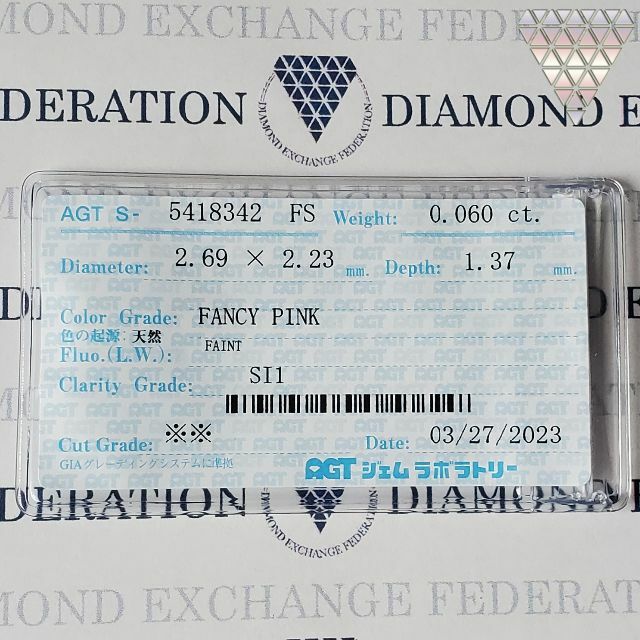 MOND EXCHANGE FEDERATION
DERATION DIAMOND E
DIAMOND EXCHANGE FEDERATION
AGT S- 5418342 FS Weight: 0.060 ct.
Diameter: 2.69 × 2.23 mm. Depth: 1.37 mm.
Color Grade: FANCY PINK
色の起源: 天然
Fluo.(L.W.): FAINT
Clarity Grade: SI1
Cut Grade: ※※ Date: 03/27/2023
GIAグレーディングシステムに準拠
AGT ジェムラボラトリー
DERATION DIAMOND E
DIAMOND EXCHANGE FEDERATION
MOND EXCHANGE FEDERATION